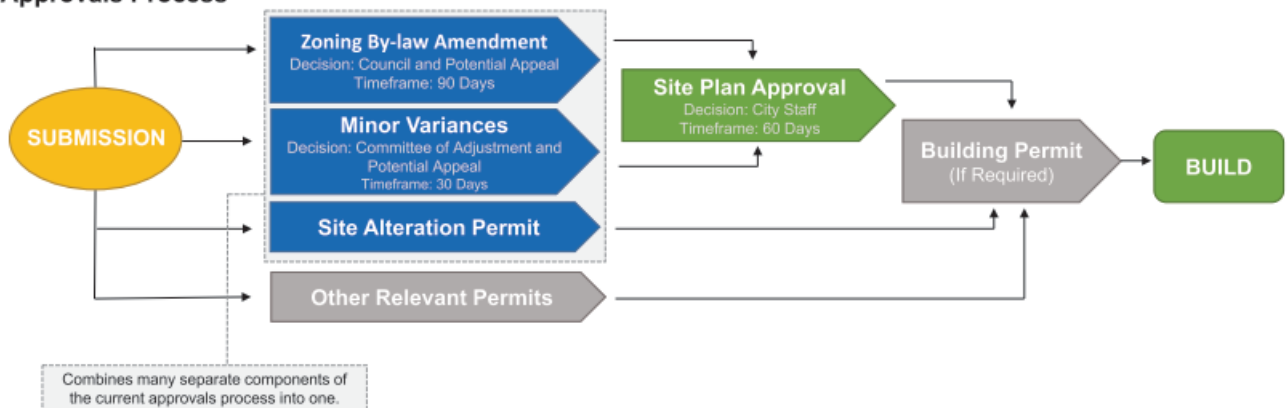 Approvals Process
Zoning By-law Amendment
Decision: Council and Potential Appeal
Timeframe: 90 Days
SUBMISSION
Minor Variances
Decision: Committee of Adjustment and
Potential Appeal
Timeframe: 30 Days
Site Plan Approval
Decision: City Staff
Timeframe: 60 Days
Building Permit
(If Required)
BUILD
Site Alteration Permit
Other Relevant Permits
Combines many separate components of
the current approvals process into one.